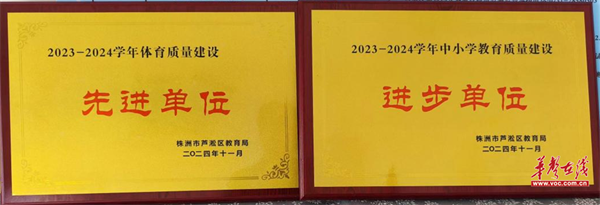 2023-2024学年体育质量建设
先进单位
株洲市芦淞区教育局
二〇二四年十一月
2023-2024学年中小学教育质量建设
进步单位
株洲市芦淞区教育局
二〇二四年十一月
华声在线
www.voc.com.cn